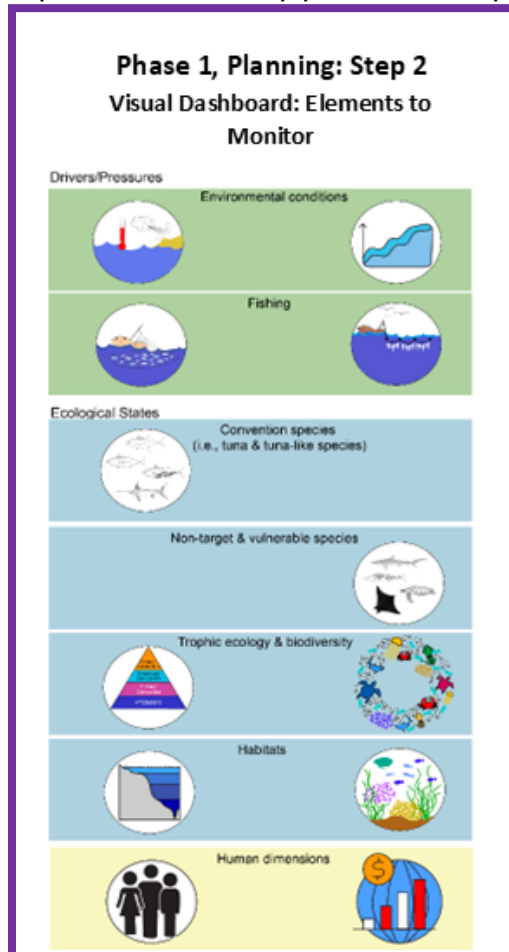 Phase 1, Planning: Step 2
Visual Dashboard: Elements to
Monitor
Drivers/Pressures
Environmental conditions
Fishing
Ecological States
Convention species
(i.e., tuna & tuna-like species)
Non-target & vulnerable species
Trophic ecology & biodiversity
Habitats
Human dimensions
$